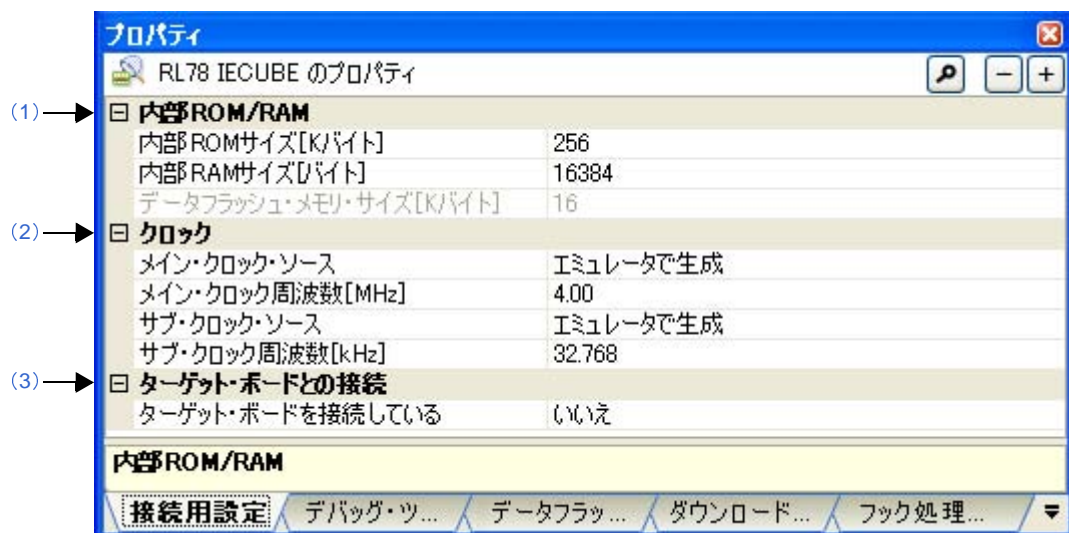 プロパティ
RL78 IECUBE のプロパティ
(1) 内部ROM/RAM
内部ROMサイズ[Kバイト] 256
内部RAMサイズ[バイト] 16384
データフラッシュ・メモリ・サイズ[Kバイト] 16
(2) クロック
メイン・クロック・ソース エミュレータで生成
メイン・クロック周波数[MHz] 4.00
サブ・クロック・ソース エミュレータで生成
サブ・クロック周波数[kHz] 32.768
(3) ターゲット・ボードとの接続
ターゲット・ボードを接続している いいえ
内部ROM/RAM
接続用設定 デバッグ・ツ... データフラッ... ダウンロード... フック処理...